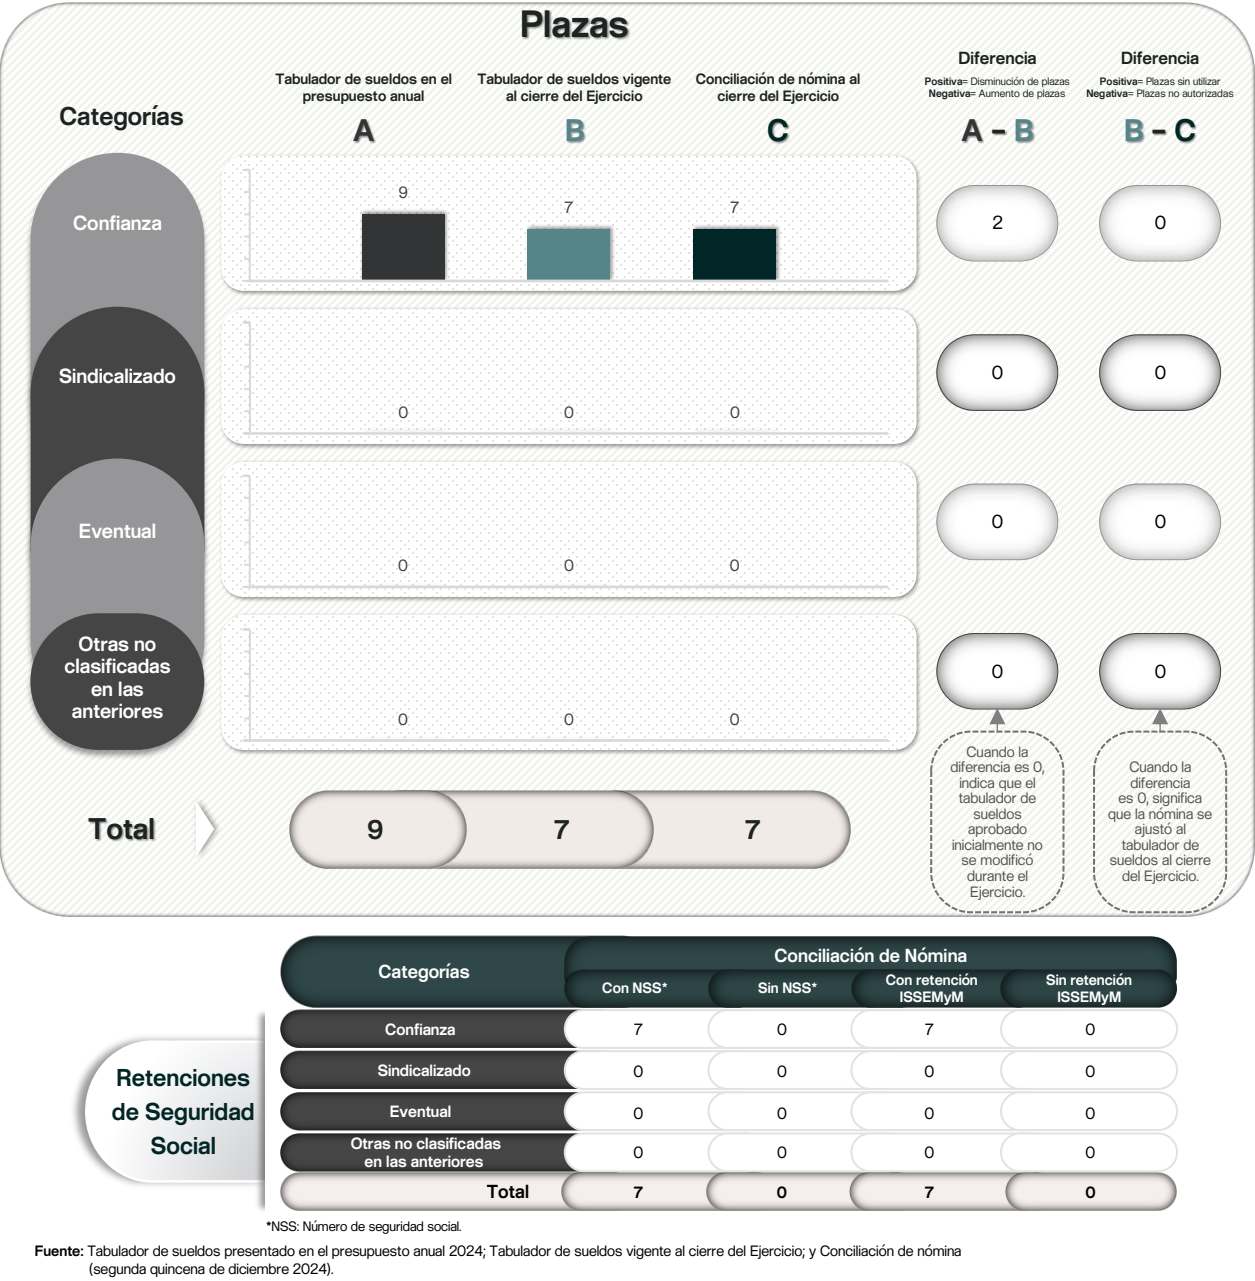 Plazas
Categorías
Tabulador de sueldos en el
presupuesto anual
A
Tabulador de sueldos vigente
al cierre del Ejercicio
B
Conciliación de nómina al
cierre del Ejercicio
C
Diferencia
Positiva= Disminución de plazas
Negativa= Aumento de plazas
A - B
Diferencia
Positiva= Plazas sin utilizar
Negativa= Plazas no autorizadas
B - C
Confianza
9
7
7
2
0
Sindicalizado
0
0
0
0
0
Eventual
0
0
0
0
0
Otras no
clasificadas
en las
anteriores
0
0
0
0
0
Cuando la
diferencia es 0,
indica que el
tabulador de
sueldos
aprobado
inicialmente no
se modificó
durante el
Ejercicio.
Cuando la
diferencia
es 0, significa
que la nómina se
ajustó al
tabulador de
sueldos al cierre
del Ejercicio.
Total
9
7
7
Retenciones
de Seguridad
Social
Categorías
Conciliación de Nómina
Con NSS*
Sin NSS*
Con retención
ISSEMyM
Sin retención
ISSEMyM
Confianza 7 0 7 0
Sindicalizado 0 0 0 0
Eventual 0 0 0 0
Otras no clasificadas
en las anteriores
0 0 0 0
Total 7 0 7 0
*NSS: Número de seguridad social.
Fuente: Tabulador de sueldos presentado en el presupuesto anual 2024; Tabulador de sueldos vigente al cierre del Ejercicio; y Conciliación de nómina
(segunda quincena de diciembre 2024).